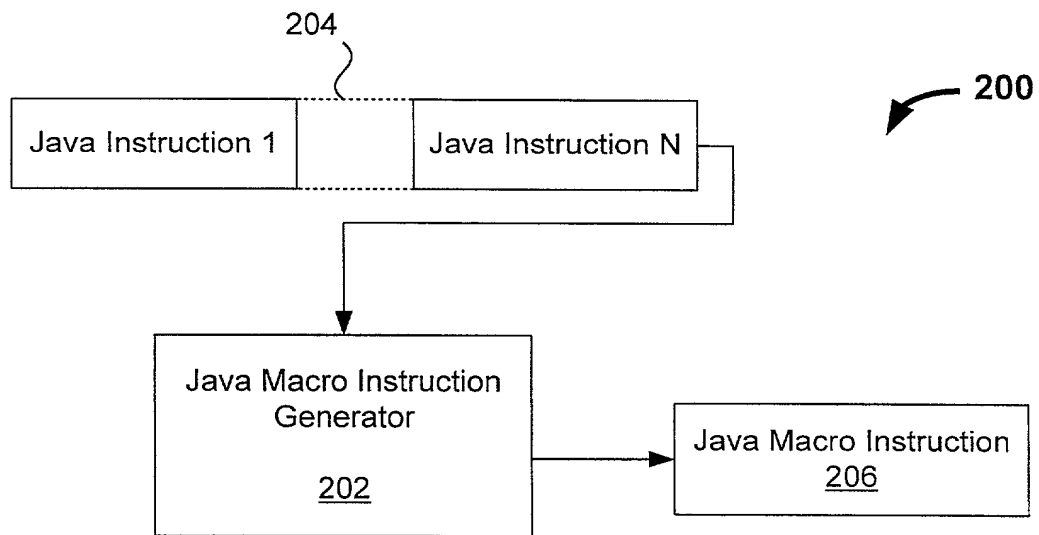 204
200
Java Instruction 1
Java Instruction N
Java Macro Instruction
Generator
202
Java Macro Instruction
206